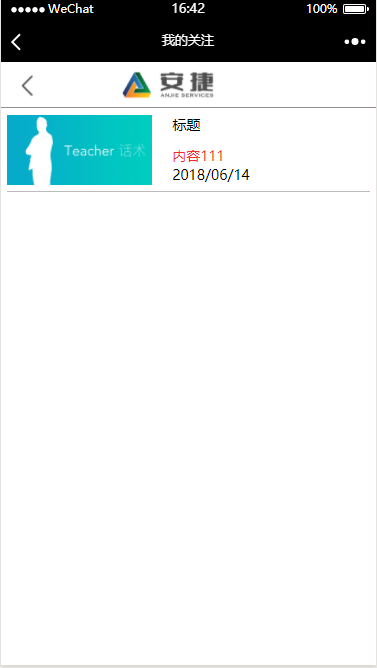 ●●●●● WeChat 16:42 100%
我的关注
安捷
ANJIE SERVICES
Teacher 话术
标题
内容111
2018/06/14